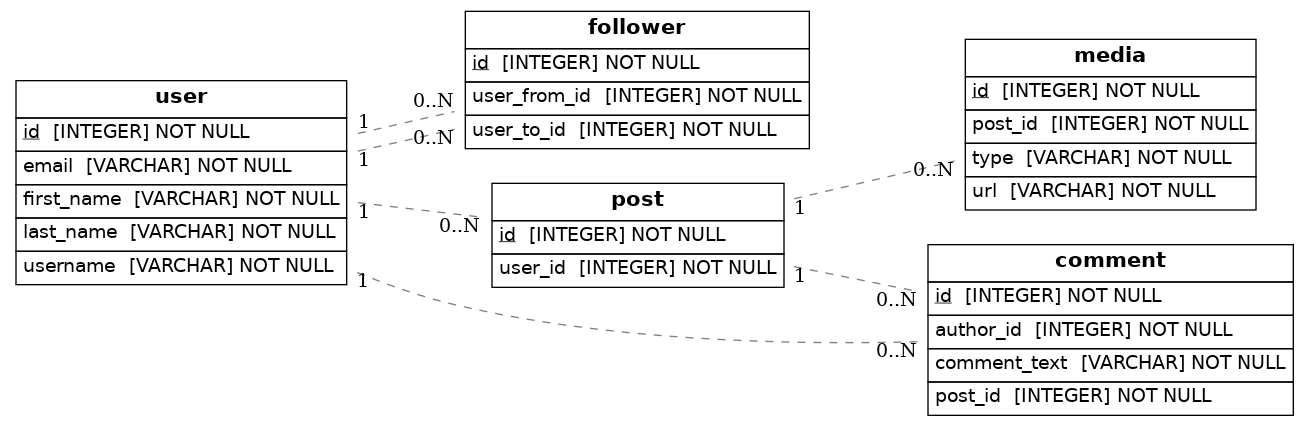 user
id [INTEGER] NOT NULL
email [VARCHAR] NOT NULL
first_name [VARCHAR] NOT NULL
last_name [VARCHAR] NOT NULL
username [VARCHAR] NOT NULL
1
1
1
1
0..N
0..N
0..N
follower
id [INTEGER] NOT NULL
user_from_id [INTEGER] NOT NULL
user_to_id [INTEGER] NOT NULL
post
id [INTEGER] NOT NULL
user_id [INTEGER] NOT NULL
1
1
0..N
0..N
0..N
media
id [INTEGER] NOT NULL
post_id [INTEGER] NOT NULL
type [VARCHAR] NOT NULL
url [VARCHAR] NOT NULL
comment
id [INTEGER] NOT NULL
author_id [INTEGER] NOT NULL
comment_text [VARCHAR] NOT NULL
post_id [INTEGER] NOT NULL